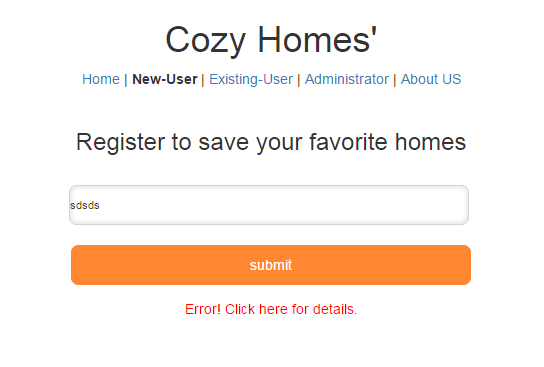 Cozy Homes'
Home | New-User | Existing-User | Administrator | About US
Register to save your favorite homes
sdsds
submit
Error! Click here for details.